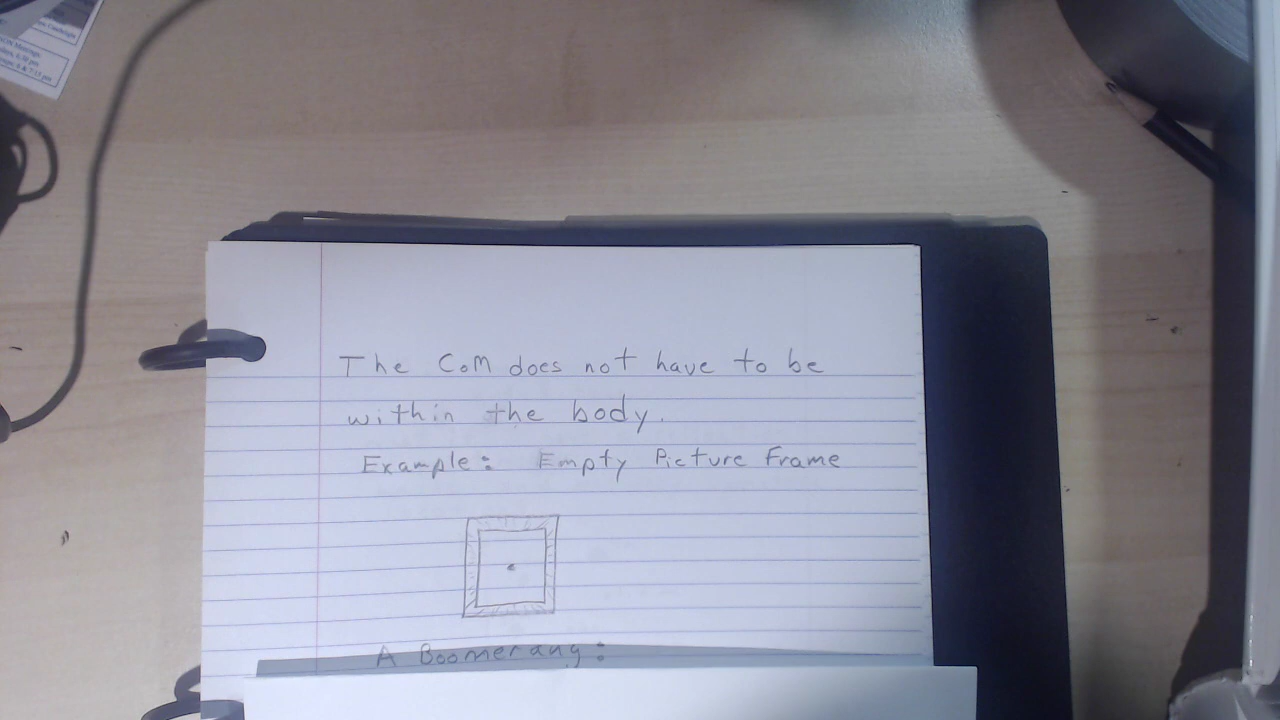 The CoM does not have to be
within the body.
Example: Empty Picture Frame
A Boomerang: